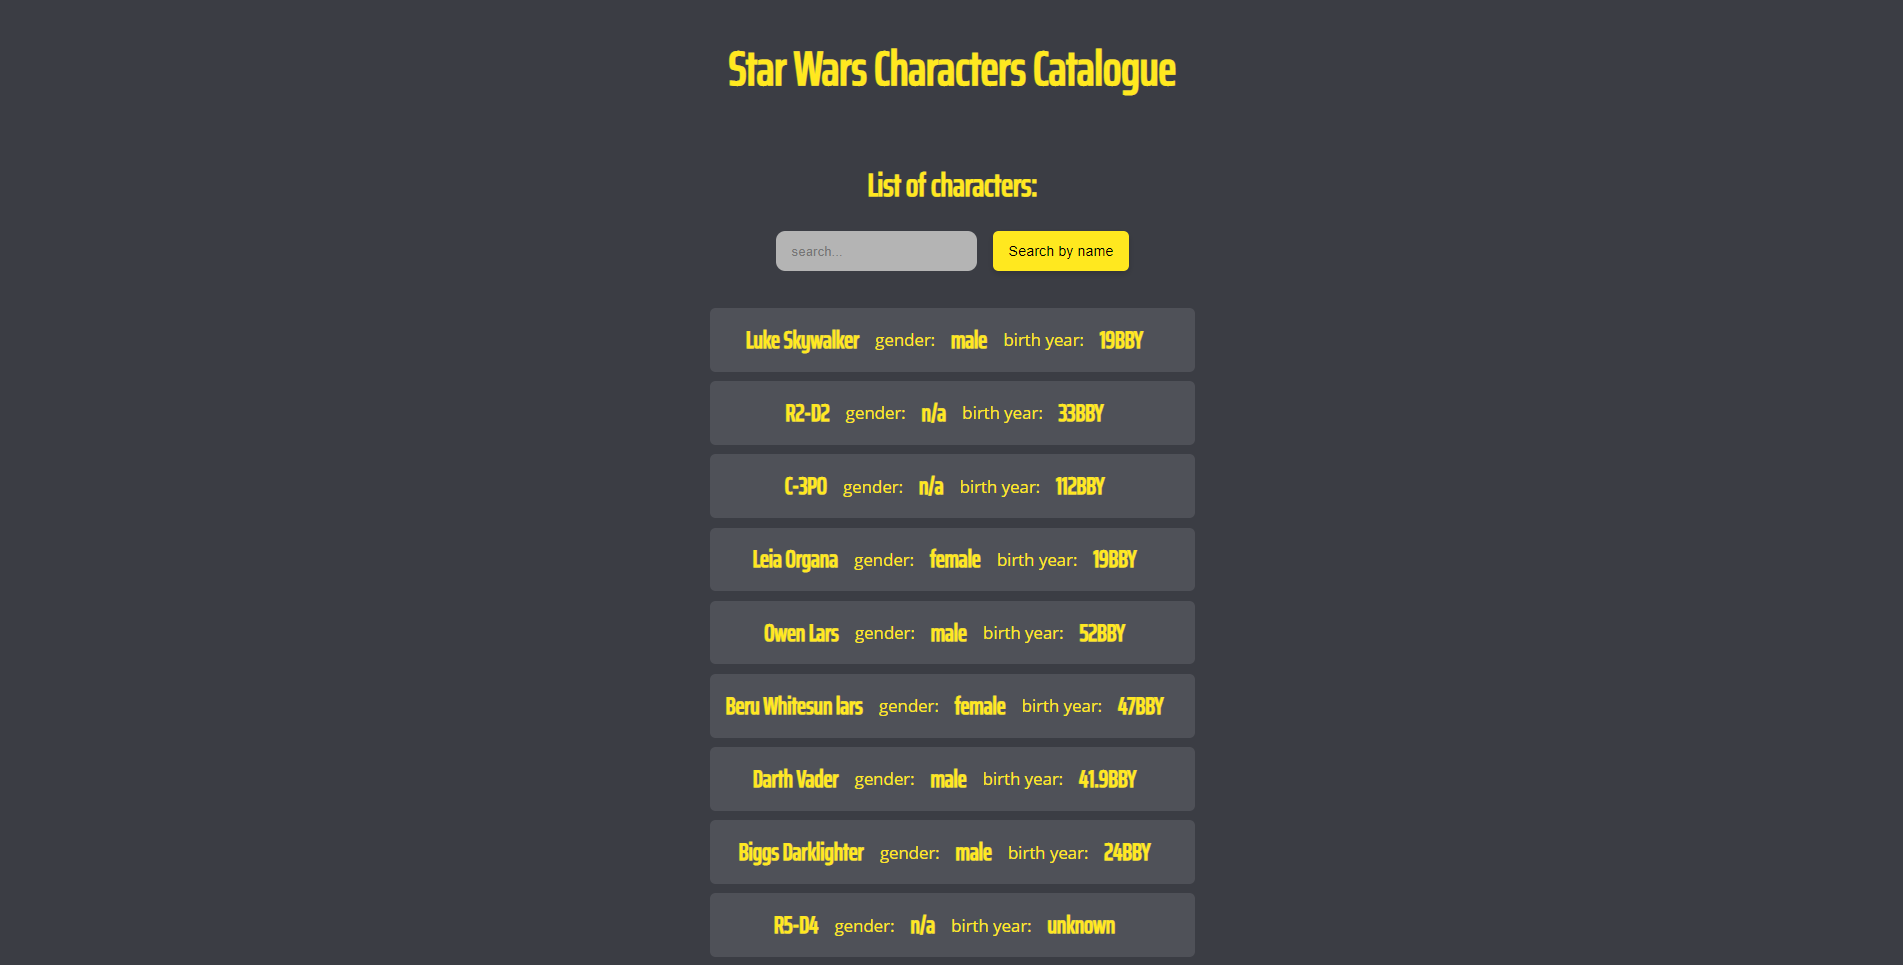 Star Wars Characters Catalogue
List of characters:
search... Search by name
Luke Skywalker gender: male birth year: 19BBY
R2-D2 gender: n/a birth year: 33BBY
C-3PO gender: n/a birth year: 112BBY
Leia Organa gender: female birth year: 19BBY
Owen Lars gender: male birth year: 52BBY
Beru Whitesun lars gender: female birth year: 47BBY
Darth Vader gender: male birth year: 41.9BBY
Biggs Darklighter gender: male birth year: 24BBY
R5-D4 gender: n/a birth year: unknown